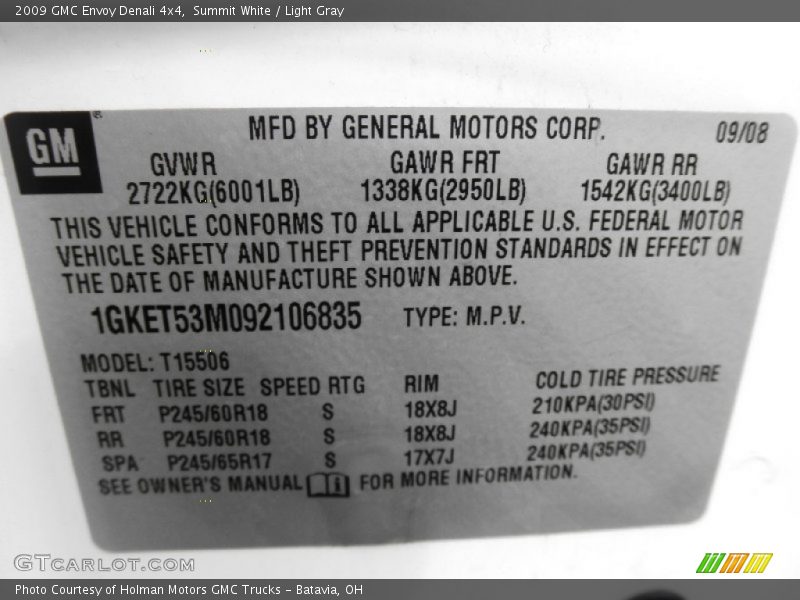 2009 GMC Envoy Denali 4x4, Summit White / Light Gray
GM®
MFD BY GENERAL MOTORS CORP. 09/08
GVWR GAWR FRT GAWR RR
2722KG(6001LB) 1338KG(2950LB) 1542KG(3400LB)
THIS VEHICLE CONFORMS TO ALL APPLICABLE U.S. FEDERAL MOTOR
VEHICLE SAFETY AND THEFT PREVENTION STANDARDS IN EFFECT ON
THE DATE OF MANUFACTURE SHOWN ABOVE.
1GKET53M092106835 TYPE: M.P.V.
MODEL: T15506
TBNL TIRE SIZE SPEED RTG RIM COLD TIRE PRESSURE
FRT P245/60R18 S 18X8J 210KPA(30PSI)
RR P245/60R18 S 18X8J 240KPA(35PSI)
SPA P245/65R17 S 17X7J 240KPA(35PSI)
SEE OWNER'S MANUAL FOR MORE INFORMATION.
GTCARLOT.COM
Photo Courtesy of Holman Motors GMC Trucks - Batavia, OH